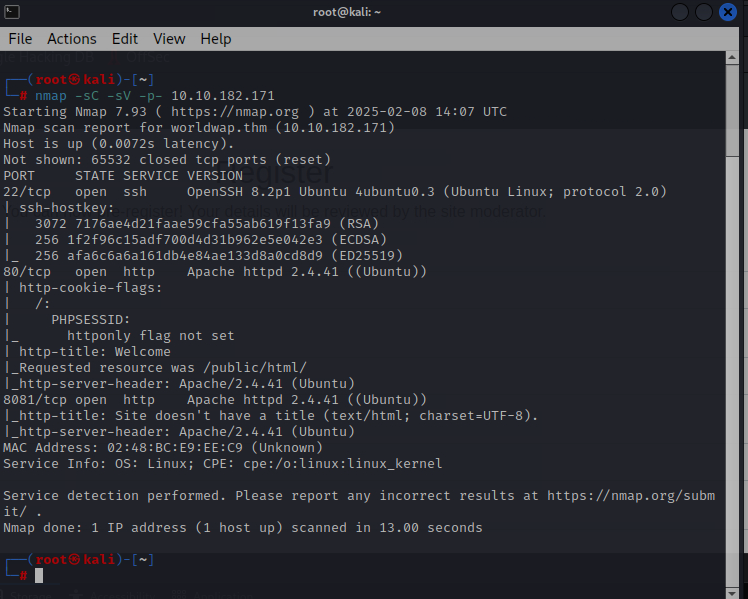 root@kali: ~
File Actions Edit View Help
┌──(root㉿kali)-[~]
└─# nmap -sC -sV -p- 10.10.182.171
Starting Nmap 7.93 ( https://nmap.org ) at 2025-02-08 14:07 UTC
Nmap scan report for worldwap.thm (10.10.182.171)
Host is up (0.0072s latency).
Not shown: 65532 closed tcp ports (reset)
PORT     STATE SERVICE VERSION
22/tcp   open  ssh     OpenSSH 8.2p1 Ubuntu 4ubuntu0.3 (Ubuntu Linux; protocol 2.0)
| ssh-hostkey:
|   3072 7176ae4d21faae59cfa55ab619f13fa9 (RSA)
|   256 1f2f96c15adf700d4d31b962e5e042e3 (ECDSA)
|_  256 afa6c6a6a161db4e84ae133d8a0cd8d9 (ED25519)
80/tcp   open  http    Apache httpd 2.4.41 ((Ubuntu))
| http-cookie-flags:
|   /:
|     PHPSESSID:
|_      httponly flag not set
| http-title: Welcome
|_Requested resource was /public/html/
|_http-server-header: Apache/2.4.41 (Ubuntu)
8081/tcp open  http    Apache httpd 2.4.41 ((Ubuntu))
|_http-title: Site doesn't have a title (text/html; charset=UTF-8).
|_http-server-header: Apache/2.4.41 (Ubuntu)
MAC Address: 02:48:BC:E9:EE:C9 (Unknown)
Service Info: OS: Linux; CPE: cpe:/o:linux:linux_kernel

Service detection performed. Please report any incorrect results at https://nmap.org/subm
it/ .
Nmap done: 1 IP address (1 host up) scanned in 13.00 seconds

┌──(root㉿kali)-[~]
└─#